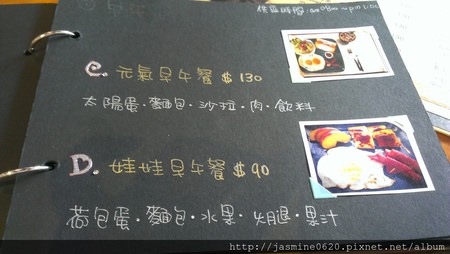 C. 元氣早午餐 $130
太陽蛋·麵包·沙拉·肉·飲料
D. 娃娃早午餐 $90
荷包蛋·麵包·水果·火腿·果汁
http://jasmine0620.pixnet.net/album